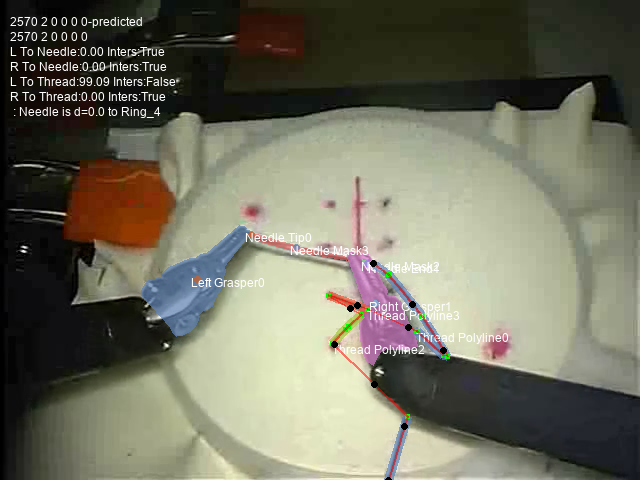 2570 2 0 0 0 0-predicted
2570 2 0 0 0 0
L To Needle:0.00 Inters:True
R To Needle:0.00 Inters:True
L To Thread:99.09 Inters:False
R To Thread:0.00 Inters:True
: Needle is d=0.0 to Ring_4
Needle Tip0
Needle Mask3
Needle Mask2
Left Grasper0
Right Grasper1
Thread Polyline3
Thread Polyline0
Thread Polyline2